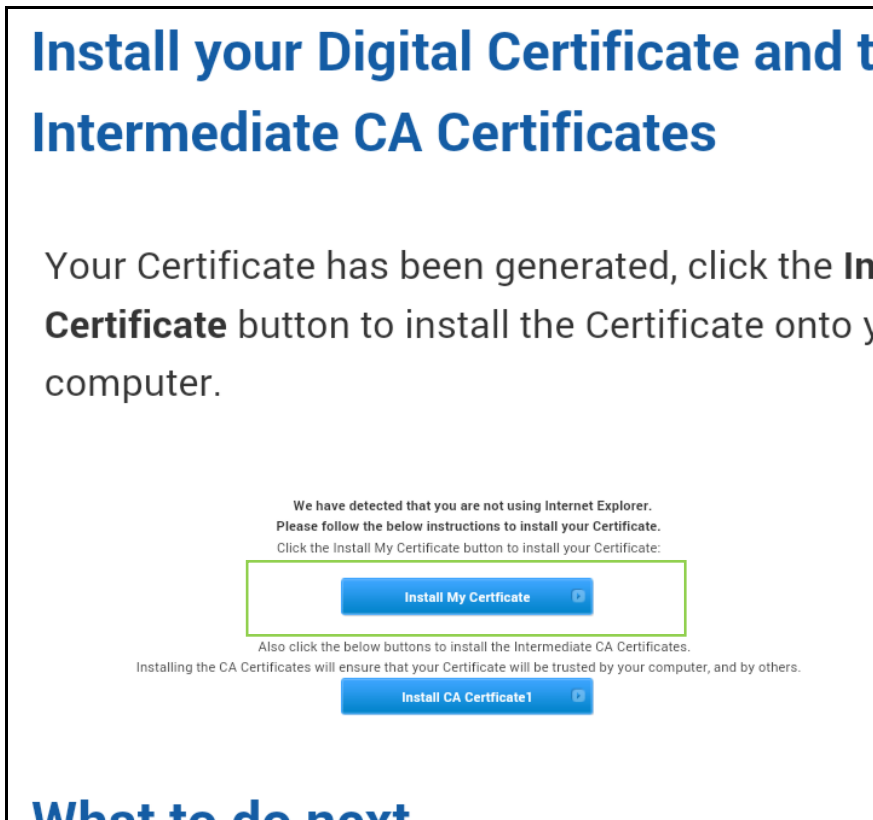 Install your Digital Certificate and t
Intermediate CA Certificates
Your Certificate has been generated, click the In
Certificate button to install the Certificate onto y
computer.
We have detected that you are not using Internet Explorer.
Please follow the below instructions to install your Certificate.
Click the Install My Certificate button to install your Certificate:
Install My Certficate
Also click the below buttons to install the Intermediate CA Certificates.
Installing the CA Certificates will ensure that your Certificate will be trusted by your computer, and by others.
Install CA Certficate1
What to do next